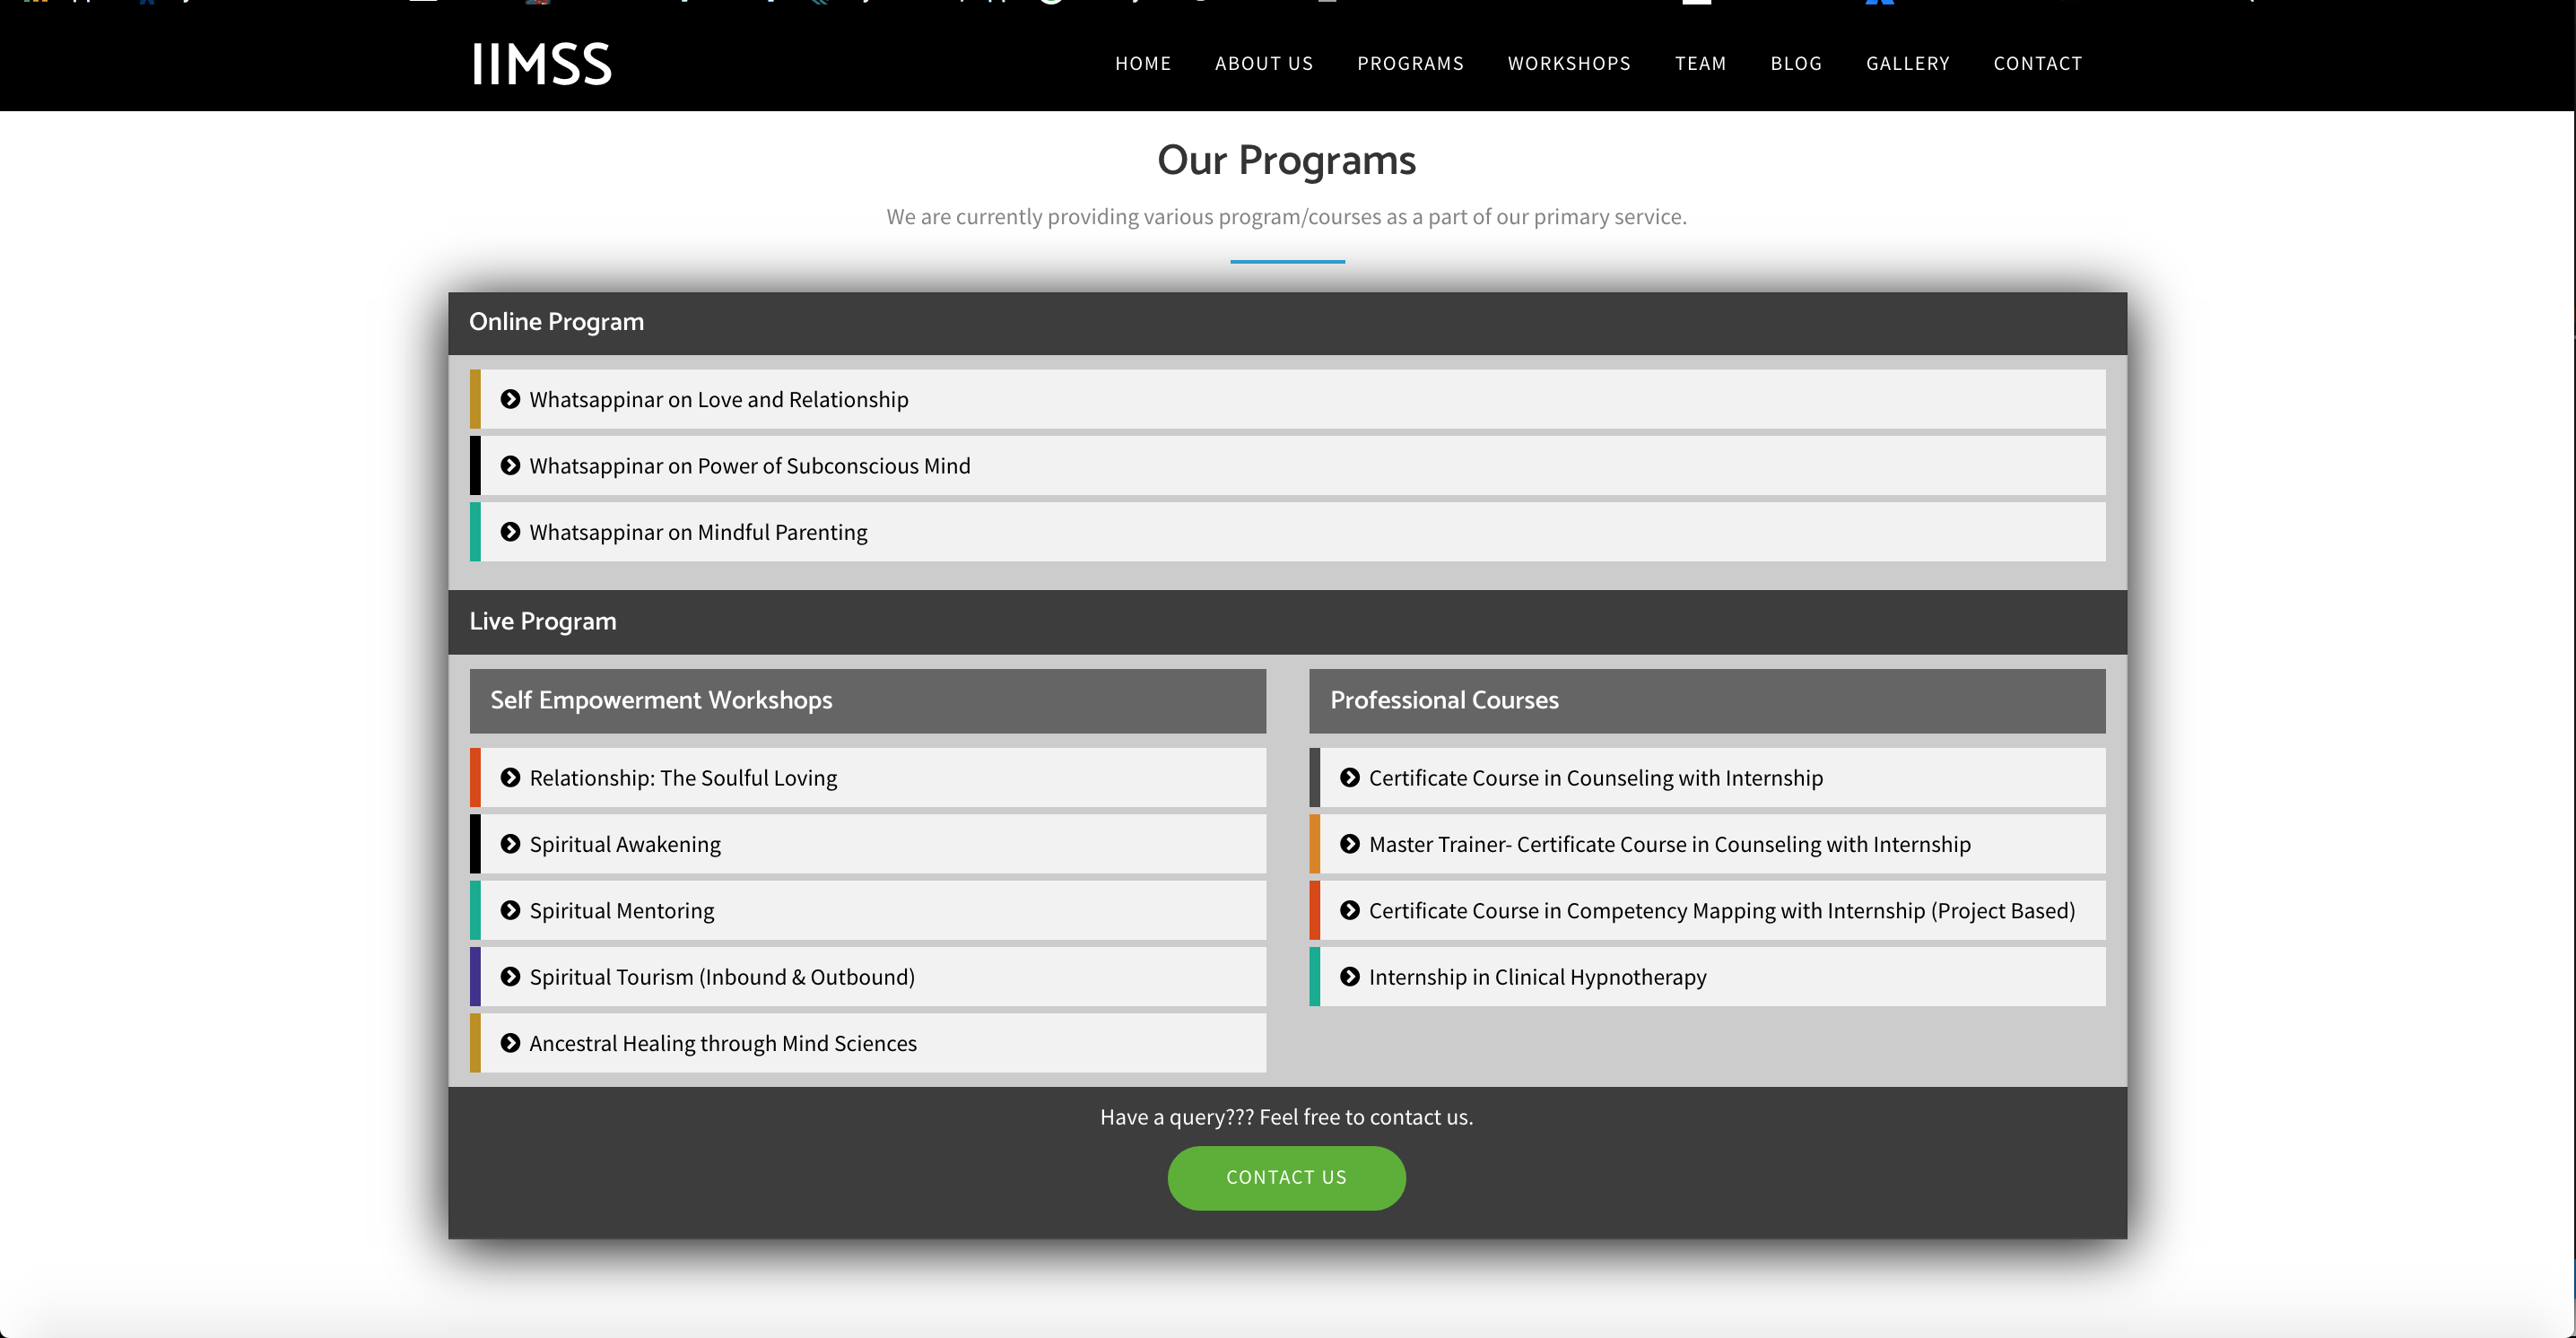 IIMSS
HOME ABOUT US PROGRAMS WORKSHOPS TEAM BLOG GALLERY CONTACT
Our Programs
We are currently providing various program/courses as a part of our primary service.
Online Program
Whatsappinar on Love and Relationship
Whatsappinar on Power of Subconscious Mind
Whatsappinar on Mindful Parenting
Live Program
Self Empowerment Workshops
Relationship: The Soulful Loving
Spiritual Awakening
Spiritual Mentoring
Spiritual Tourism (Inbound & Outbound)
Ancestral Healing through Mind Sciences
Professional Courses
Certificate Course in Counseling with Internship
Master Trainer- Certificate Course in Counseling with Internship
Certificate Course in Competency Mapping with Internship (Project Based)
Internship in Clinical Hypnotherapy
Have a query??? Feel free to contact us.
CONTACT US